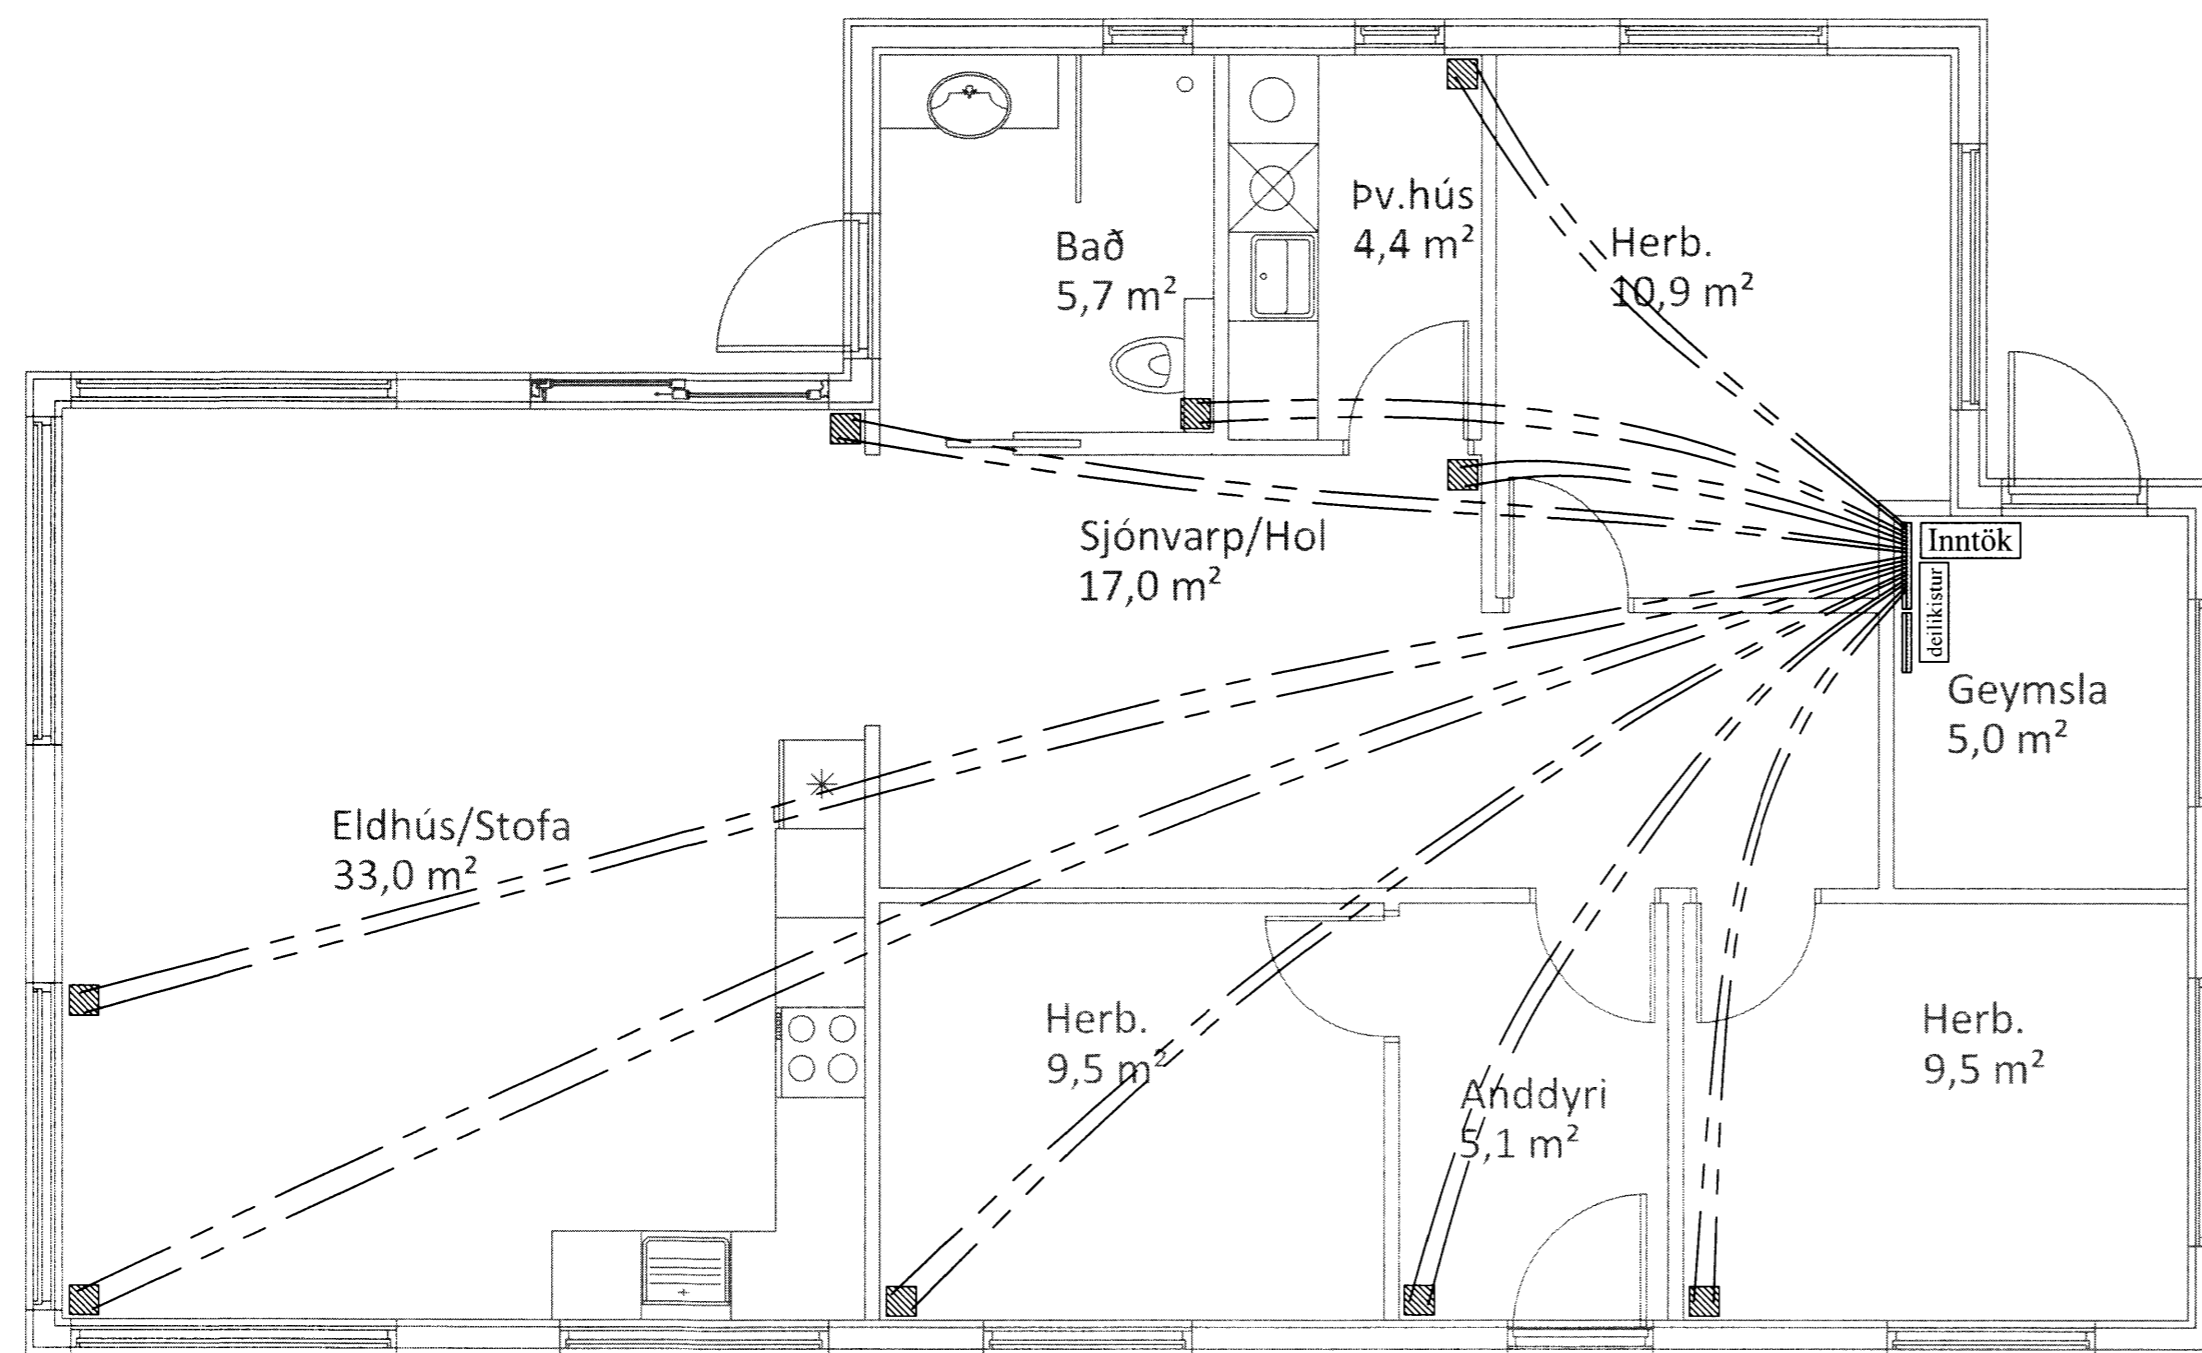 Þv.hús
4,4 m²
Bað
5,7 m²
Herb.
10,9 m²
Sjónvarp/Hol
17,0 m²
Inntök
deilikistur
Geymsla
5,0 m²
Eldhús/Stofa
33,0 m²
Herb.
9,5 m²
Anddyri
5,1 m²
Herb.
9,5 m²